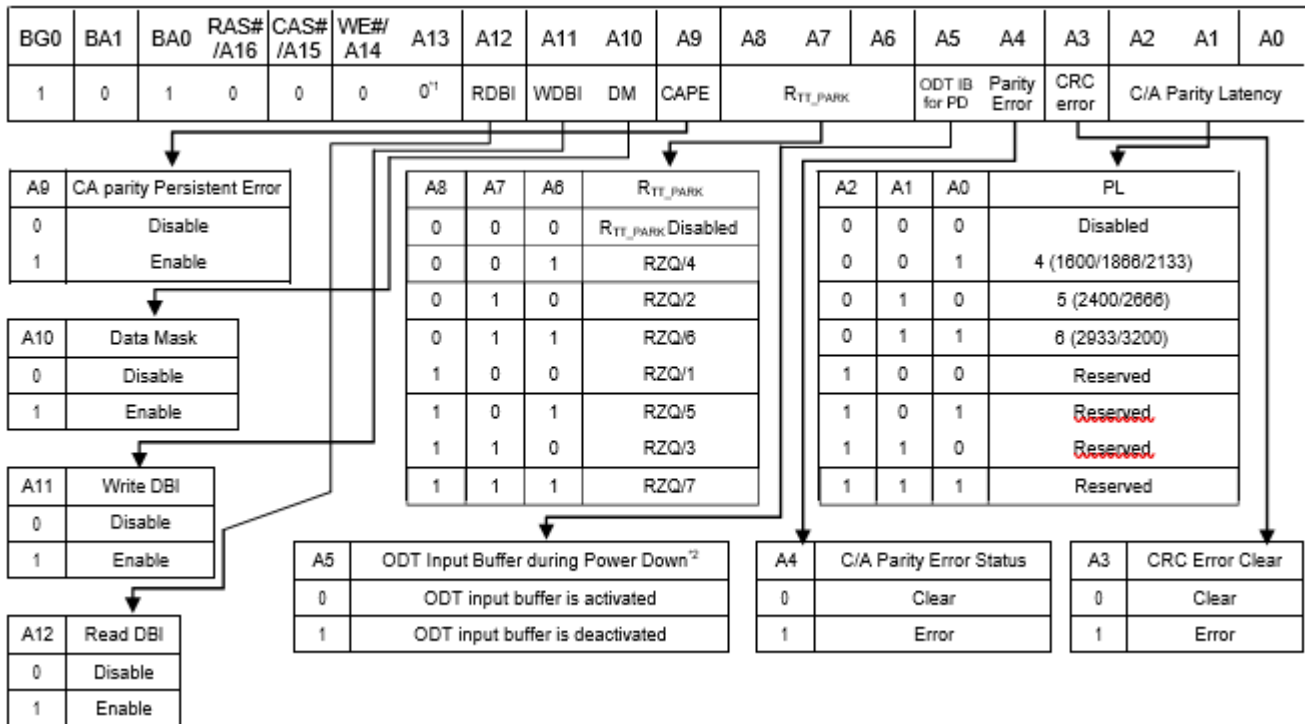 BG0 BA1 BA0 RAS# /A16 CAS# /A15 WE#/ A14 A13 A12 A11 A10 A9 A8 A7 A6 A5 A4 A3 A2 A1 A0
1 0 1 0 0 0 0*1 RDBI WDBI DM CAPE RTT_PARK ODT IB for PD Parity Error CRC error C/A Parity Latency
A9 CA parity Persistent Error
0 Disable
1 Enable
A10 Data Mask
0 Disable
1 Enable
A11 Write DBI
0 Disable
1 Enable
A12 Read DBI
0 Disable
1 Enable
A8 A7 A6 RTT_PARK
0 0 0 RTT_PARK Disabled
0 0 1 RZQ/4
0 1 0 RZQ/2
0 1 1 RZQ/6
1 0 0 RZQ/1
1 0 1 RZQ/5
1 1 0 RZQ/3
1 1 1 RZQ/7
A2 A1 A0 PL
0 0 0 Disabled
0 0 1 4 (1600/1866/2133)
0 1 0 5 (2400/2666)
0 1 1 6 (2933/3200)
1 0 0 Reserved
1 0 1 Reserved
1 1 0 Reserved
1 1 1 Reserved
A5 ODT Input Buffer during Power Down*2
0 ODT input buffer is activated
1 ODT input buffer is deactivated
A4 C/A Parity Error Status
0 Clear
1 Error
A3 CRC Error Clear
0 Clear
1 Error